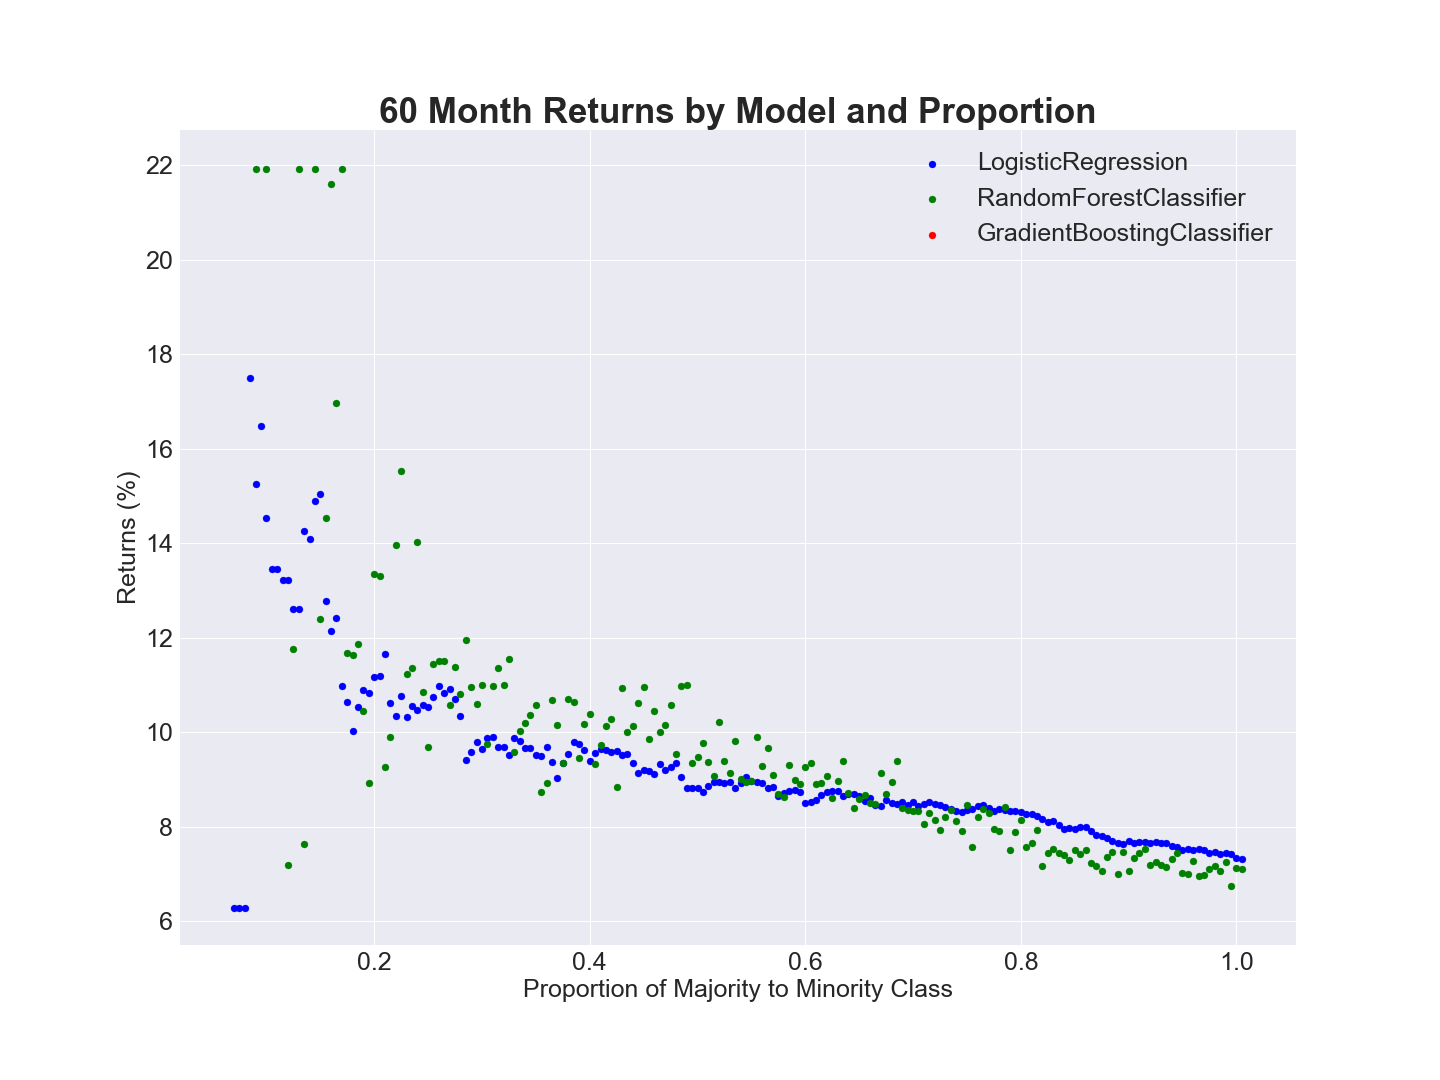 60 Month Returns by Model and Proportion
LogisticRegression
RandomForestClassifier
GradientBoostingClassifier
22
20
18
16
14
12
10
8
6
Returns (%)
0.2 0.4 0.6 0.8 1.0
Proportion of Majority to Minority Class